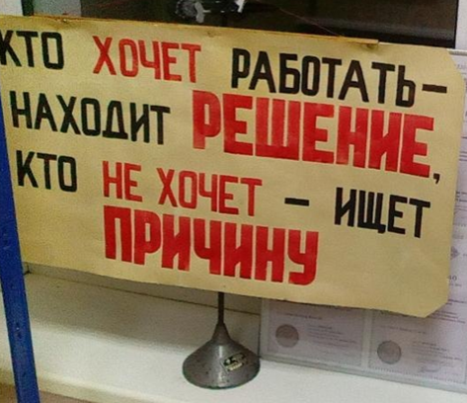 КТО ХОЧЕТ РАБОТАТЬ –
НАХОДИТ РЕШЕНИЕ,
КТО НЕ ХОЧЕТ – ИЩЕТ
ПРИЧИНУ